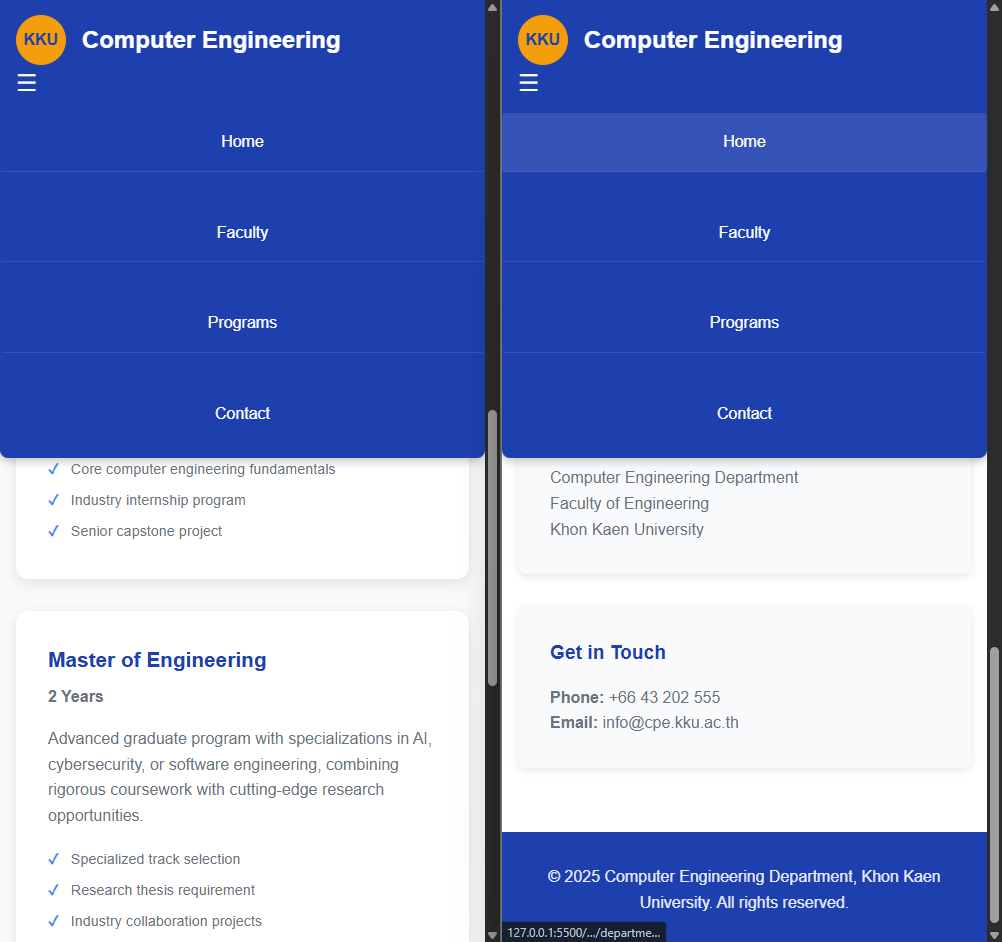 KKU Computer Engineering
☰
Home
Faculty
Programs
Contact
✓ Core computer engineering fundamentals
✓ Industry internship program
✓ Senior capstone project
Master of Engineering
2 Years
Advanced graduate program with specializations in AI,
cybersecurity, or software engineering, combining
rigorous coursework with cutting-edge research
opportunities.
✓ Specialized track selection
✓ Research thesis requirement
✓ Industry collaboration projects
KKU Computer Engineering
☰
Home
Faculty
Programs
Contact
Computer Engineering Department
Faculty of Engineering
Khon Kaen University
Get in Touch
Phone: +66 43 202 555
Email: info@cpe.kku.ac.th
© 2025 Computer Engineering Department, Khon Kaen
University. All rights reserved.
127.0.0.1:5500/.../departme...